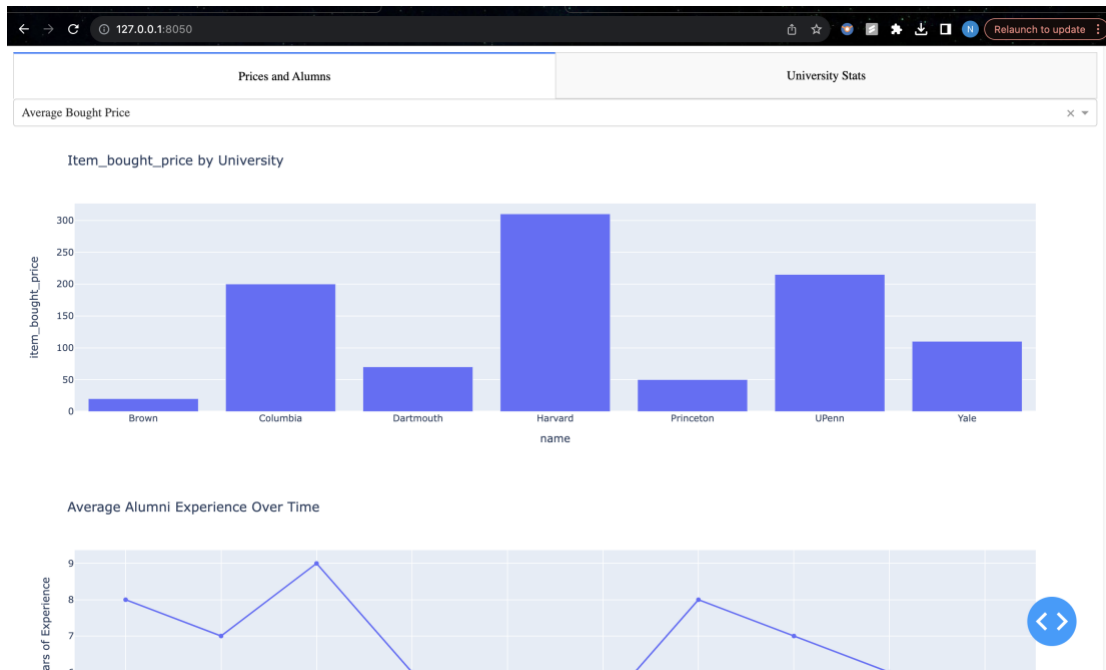 127.0.0.1:8050
N
Relaunch to update
Prices and Alumns
University Stats
Average Bought Price
Item_bought_price by University
item_bought_price
300
250
200
150
100
50
0
Brown Columbia Dartmouth Harvard Princeton UPenn Yale
name
Average Alumni Experience Over Time
of Experience
9
8
7